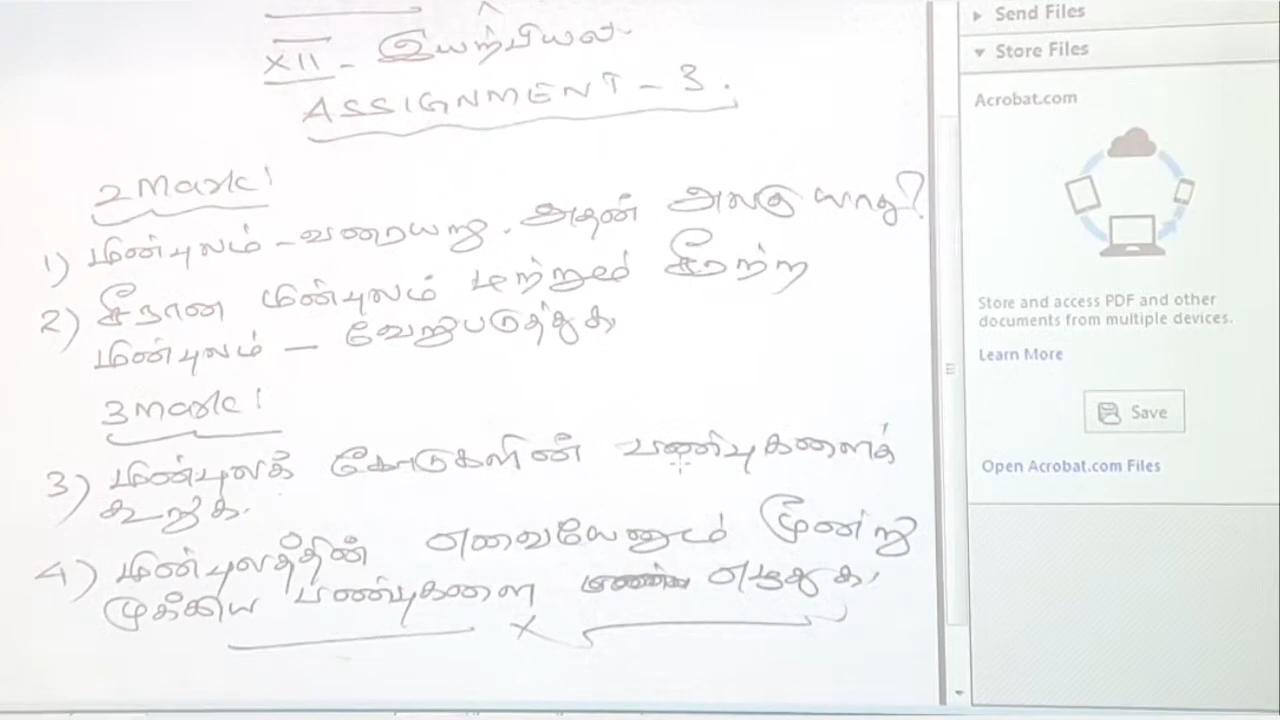 XII - இயற்பியல்
ASSIGNMENT - 3.
2 Mark!
1) மின்புலம் - வரையறு. அதன் அலகு யாது?
2) சீரான மின்புலம் மற்றும் சீரற்ற
மின்புலம் - வேறுபடுத்துக.
3 Mark!
3) மின்புலக் கோடுகளின் பண்புகளைக்
கூறுக.
4) மின்புலத்தின் எவையேனும் மூன்று
முக்கிய பண்புகளை எழுதுக.
Send Files
Store Files
Acrobat.com
Store and access PDF and other
documents from multiple devices.
Learn More
Save
Open Acrobat.com Files